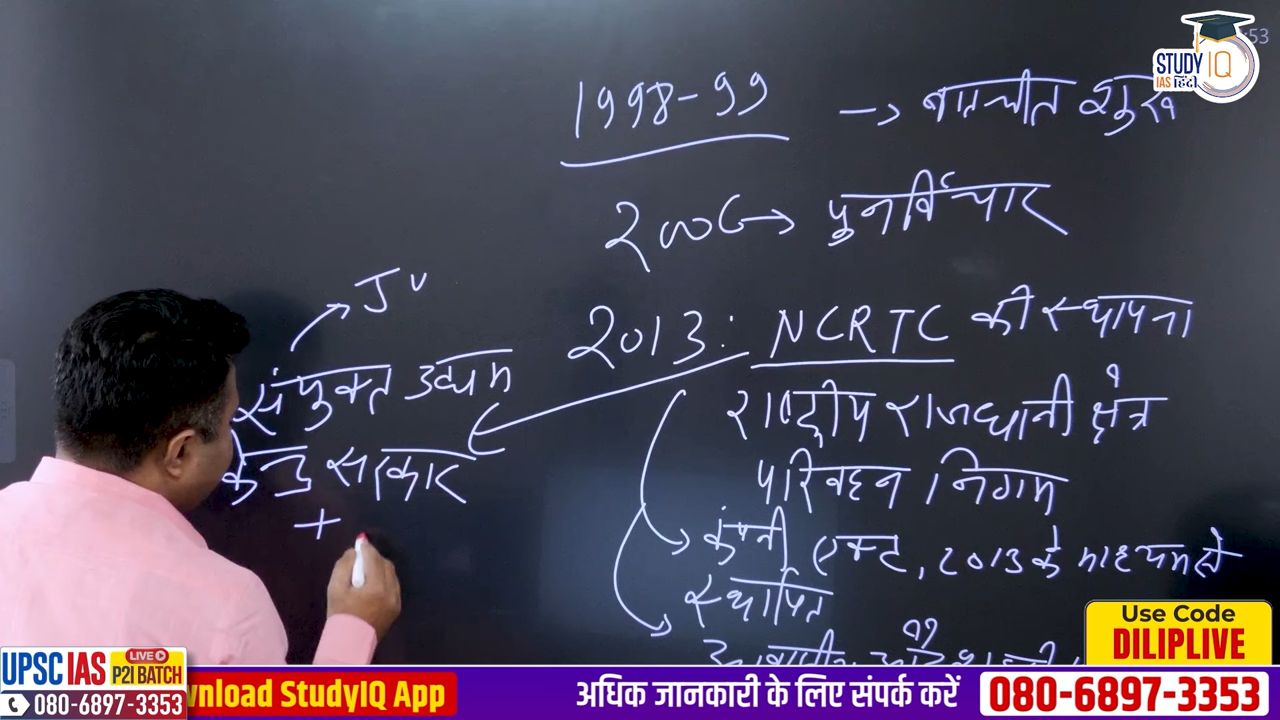 53
STUDY IQ
IAS हिंदी
1998-99 → बातचीत शुरू
2006 → पुनर्विचार
JV
2013: NCRTC की स्थापना
संयुक्त उद्यम
राष्ट्रीय राजधानी क्षेत्र
केन्द्र सरकार
परिवहन निगम
+
कंपनी एक्ट, 2013 के माध्यम से
स्थापित
Use Code
DILIPLIVE
UPSC IAS LIVE P2I BATCH
080-6897-3353
wnload StudyIQ App
अधिक जानकारी के लिए संपर्क करें
080-6897-3353